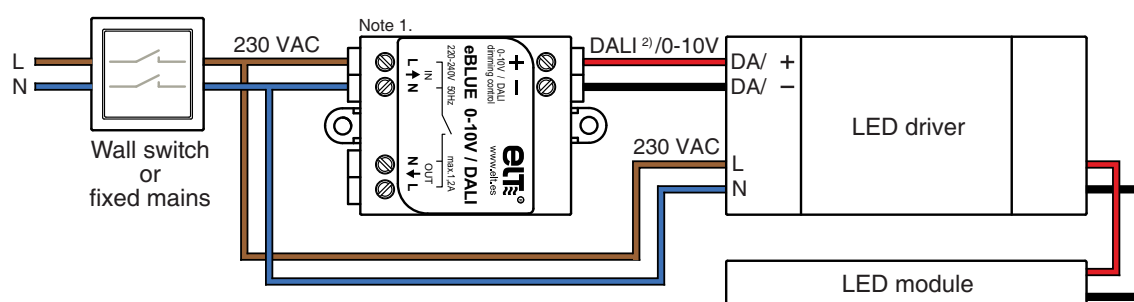 Note 1.
230 VAC
DALI 2)/0-10V
L
N
Wall switch
or
fixed mains
0-10V / DALI
dimming control
+ -
eBLUE 0-10V / DALI
220-240V 50Hz
IN
L N
max.1,2A
OUT
N L
elt
www.elt.es
DA/ +
DA/ -
230 VAC
L
N
LED driver
LED module